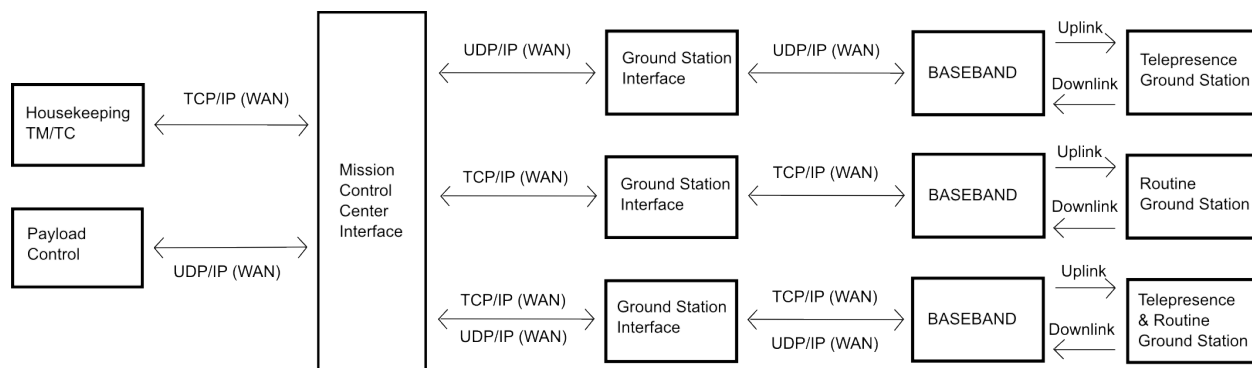 Housekeeping
TM/TC
TCP/IP (WAN)
Payload
Control
UDP/IP (WAN)
Mission
Control
Center
Interface
UDP/IP (WAN)
Ground Station
Interface
UDP/IP (WAN)
BASEBAND
Uplink
Downlink
Telepresence
Ground Station
TCP/IP (WAN)
Ground Station
Interface
TCP/IP (WAN)
BASEBAND
Uplink
Downlink
Routine
Ground Station
TCP/IP (WAN)
UDP/IP (WAN)
Ground Station
Interface
TCP/IP (WAN)
UDP/IP (WAN)
BASEBAND
Uplink
Downlink
Telepresence
& Routine
Ground Station